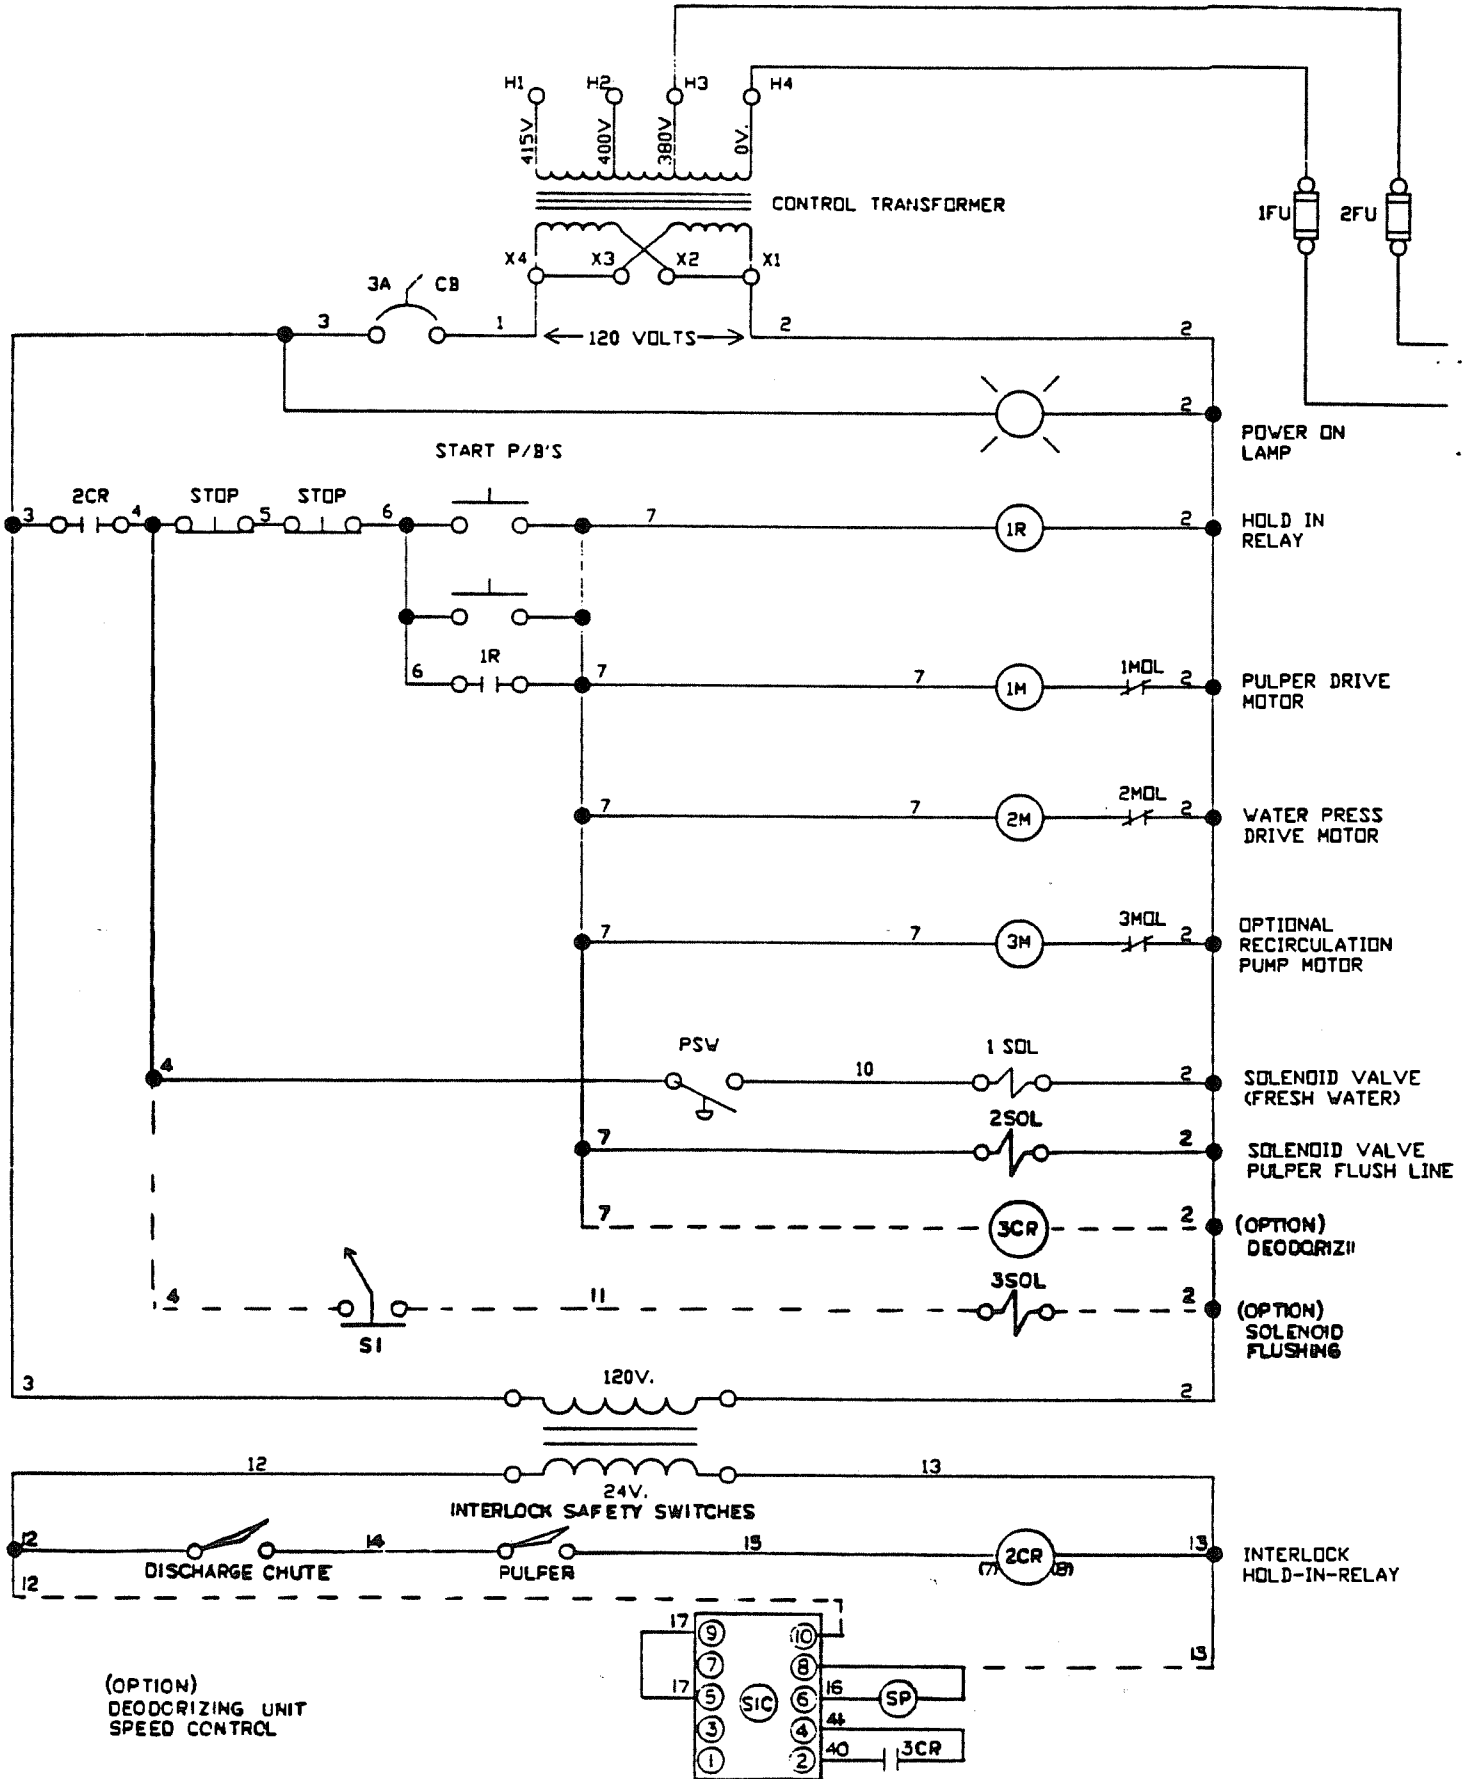 H1 H2 H3 H4
415V 400V 380V 0V.
CONTROL TRANSFORMER
1FU 2FU
X4 X3 X2 X1
3A CB
3 1 120 VOLTS 2 2
2
POWER ON
LAMP
START P/B'S
3 2CR 4 STOP 5 STOP 6 7 1R 2
HOLD IN
RELAY
6 1R 7 7 1M 1MOL 2
PULPER DRIVE
MOTOR
7 7 2M 2MOL 2
WATER PRESS
DRIVE MOTOR
7 7 3M 3MOL 2
OPTIONAL
RECIRCULATION
PUMP MOTOR
4 PSW 10 1 SOL 2
SOLENOID VALVE
(FRESH WATER)
7 2SOL 2
SOLENOID VALVE
PULPER FLUSH LINE
7 3CR 2
(OPTION)
4 S1 11 3SOL 2
(OPTION)
SOLENOID
FLUSHING
3 120V. 2
12 24V. 13
INTERLOCK SAFETY SWITCHES
12 DISCHARGE CHUTE 14 PULPER 15 (7) 2CR (8) 13
INTERLOCK
HOLD-IN-RELAY
12
13
(OPTION)
DEODORIZING UNIT
SPEED CONTROL
17 9 10
7 8
17 5 SIC 6 16 SP
3 4 41
1 2 40 3CR